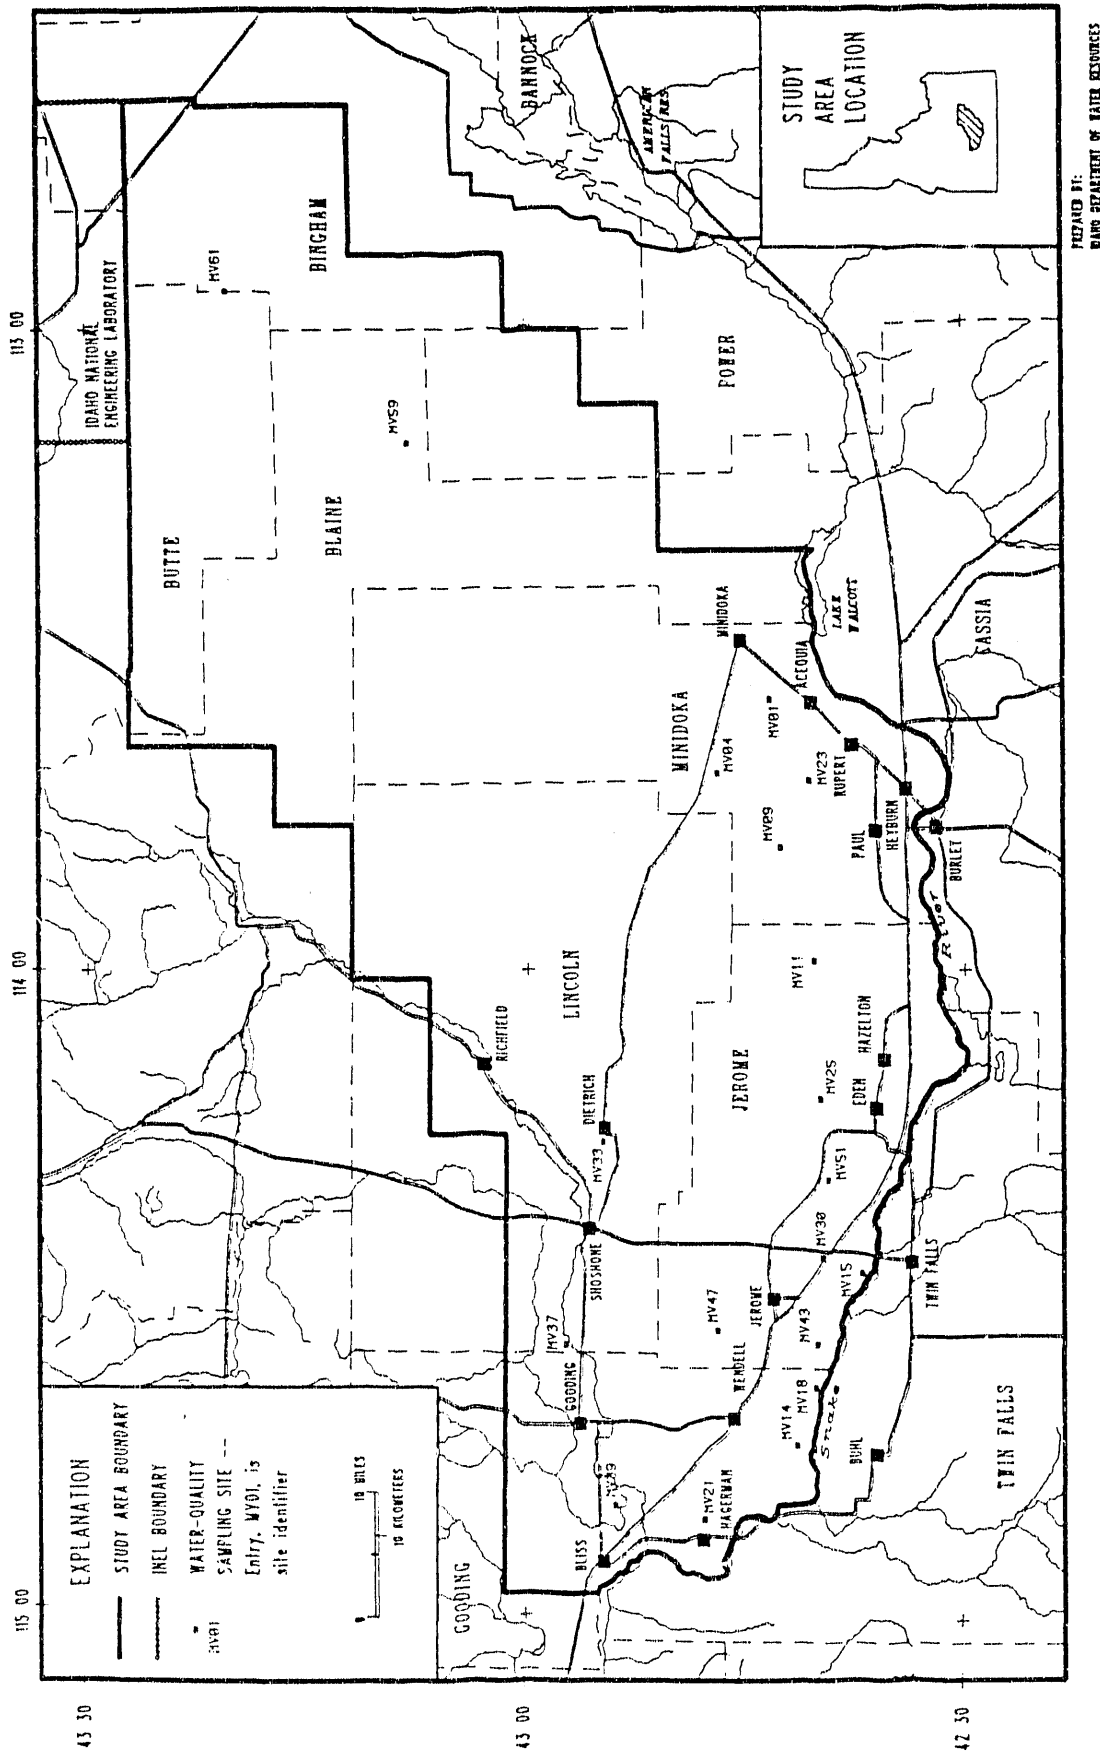 115 00
114 00
113 00
43 30
43 00
42 30
EXPLANATION
STUDY AREA BOUNDARY
INEL BOUNDARY
WATER-QUALITY
SAMPLING SITE --
Entry, MV01, is
site identifier
MV01
0
10 MILES
10 KILOMETERS
IDAHO NATIONAL
ENGINEERING LABORATORY
BUTTE
BLAINE
BINGHAM
BANNOCK
AMERICAN
FALLS RES.
POWER
MV61
MV59
MINIDOKA
MINIDOKA
ACEQUIA
LAKE
WALCOTT
CASSIA
MV01
MV04
MV23
RUPERT
MV09
PAUL
HEYBURN
BURLEY
River
LINCOLN
RICHFIELD
DIETRICH
MV33
SHOSHONE
MV37
GOODING
GOODING
JEROME
MV11
HAZELTON
EDEN
MV25
MV51
MV30
MV15
TWIN FALLS
JEROME
MV47
MV43
WENDELL
MV18
MV14
Snake
BUHL
BLISS
MV21
HAGERMAN
TWIN FALLS
STUDY
AREA
LOCATION
PREPARED BY:
IDAHO DEPARTMENT OF WATER RESOURCES